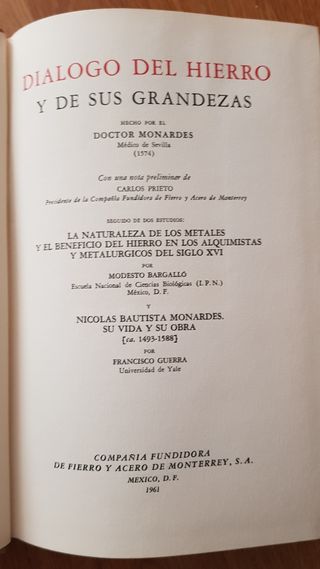 DIALOGO DEL HIERRO
Y DE SUS GRANDEZAS
HECHO POR EL
DOCTOR MONARDES
Médico de Sevilla
(1574)
Con una nota preliminar de
CARLOS PRIETO
Presidente de la Compañía Fundidora de Fierro y Acero de Monterrey
SEGUIDO DE DOS ESTUDIOS:
LA NATURALEZA DE LOS METALES
Y EL BENEFICIO DEL HIERRO EN LOS ALQUIMISTAS
Y METALURGICOS DEL SIGLO XVI
POR
MODESTO BARGALLÓ
Escuela Nacional de Ciencias Biológicas (I. P. N.)
México, D. F.
Y
NICOLAS BAUTISTA MONARDES.
SU VIDA Y SU OBRA
[ca. 1493-1588]
POR
FRANCISCO GUERRA
Universidad de Yale
COMPAÑIA FUNDIDORA
DE FIERRO Y ACERO DE MONTERREY, S. A.
MEXICO, D. F.
1961